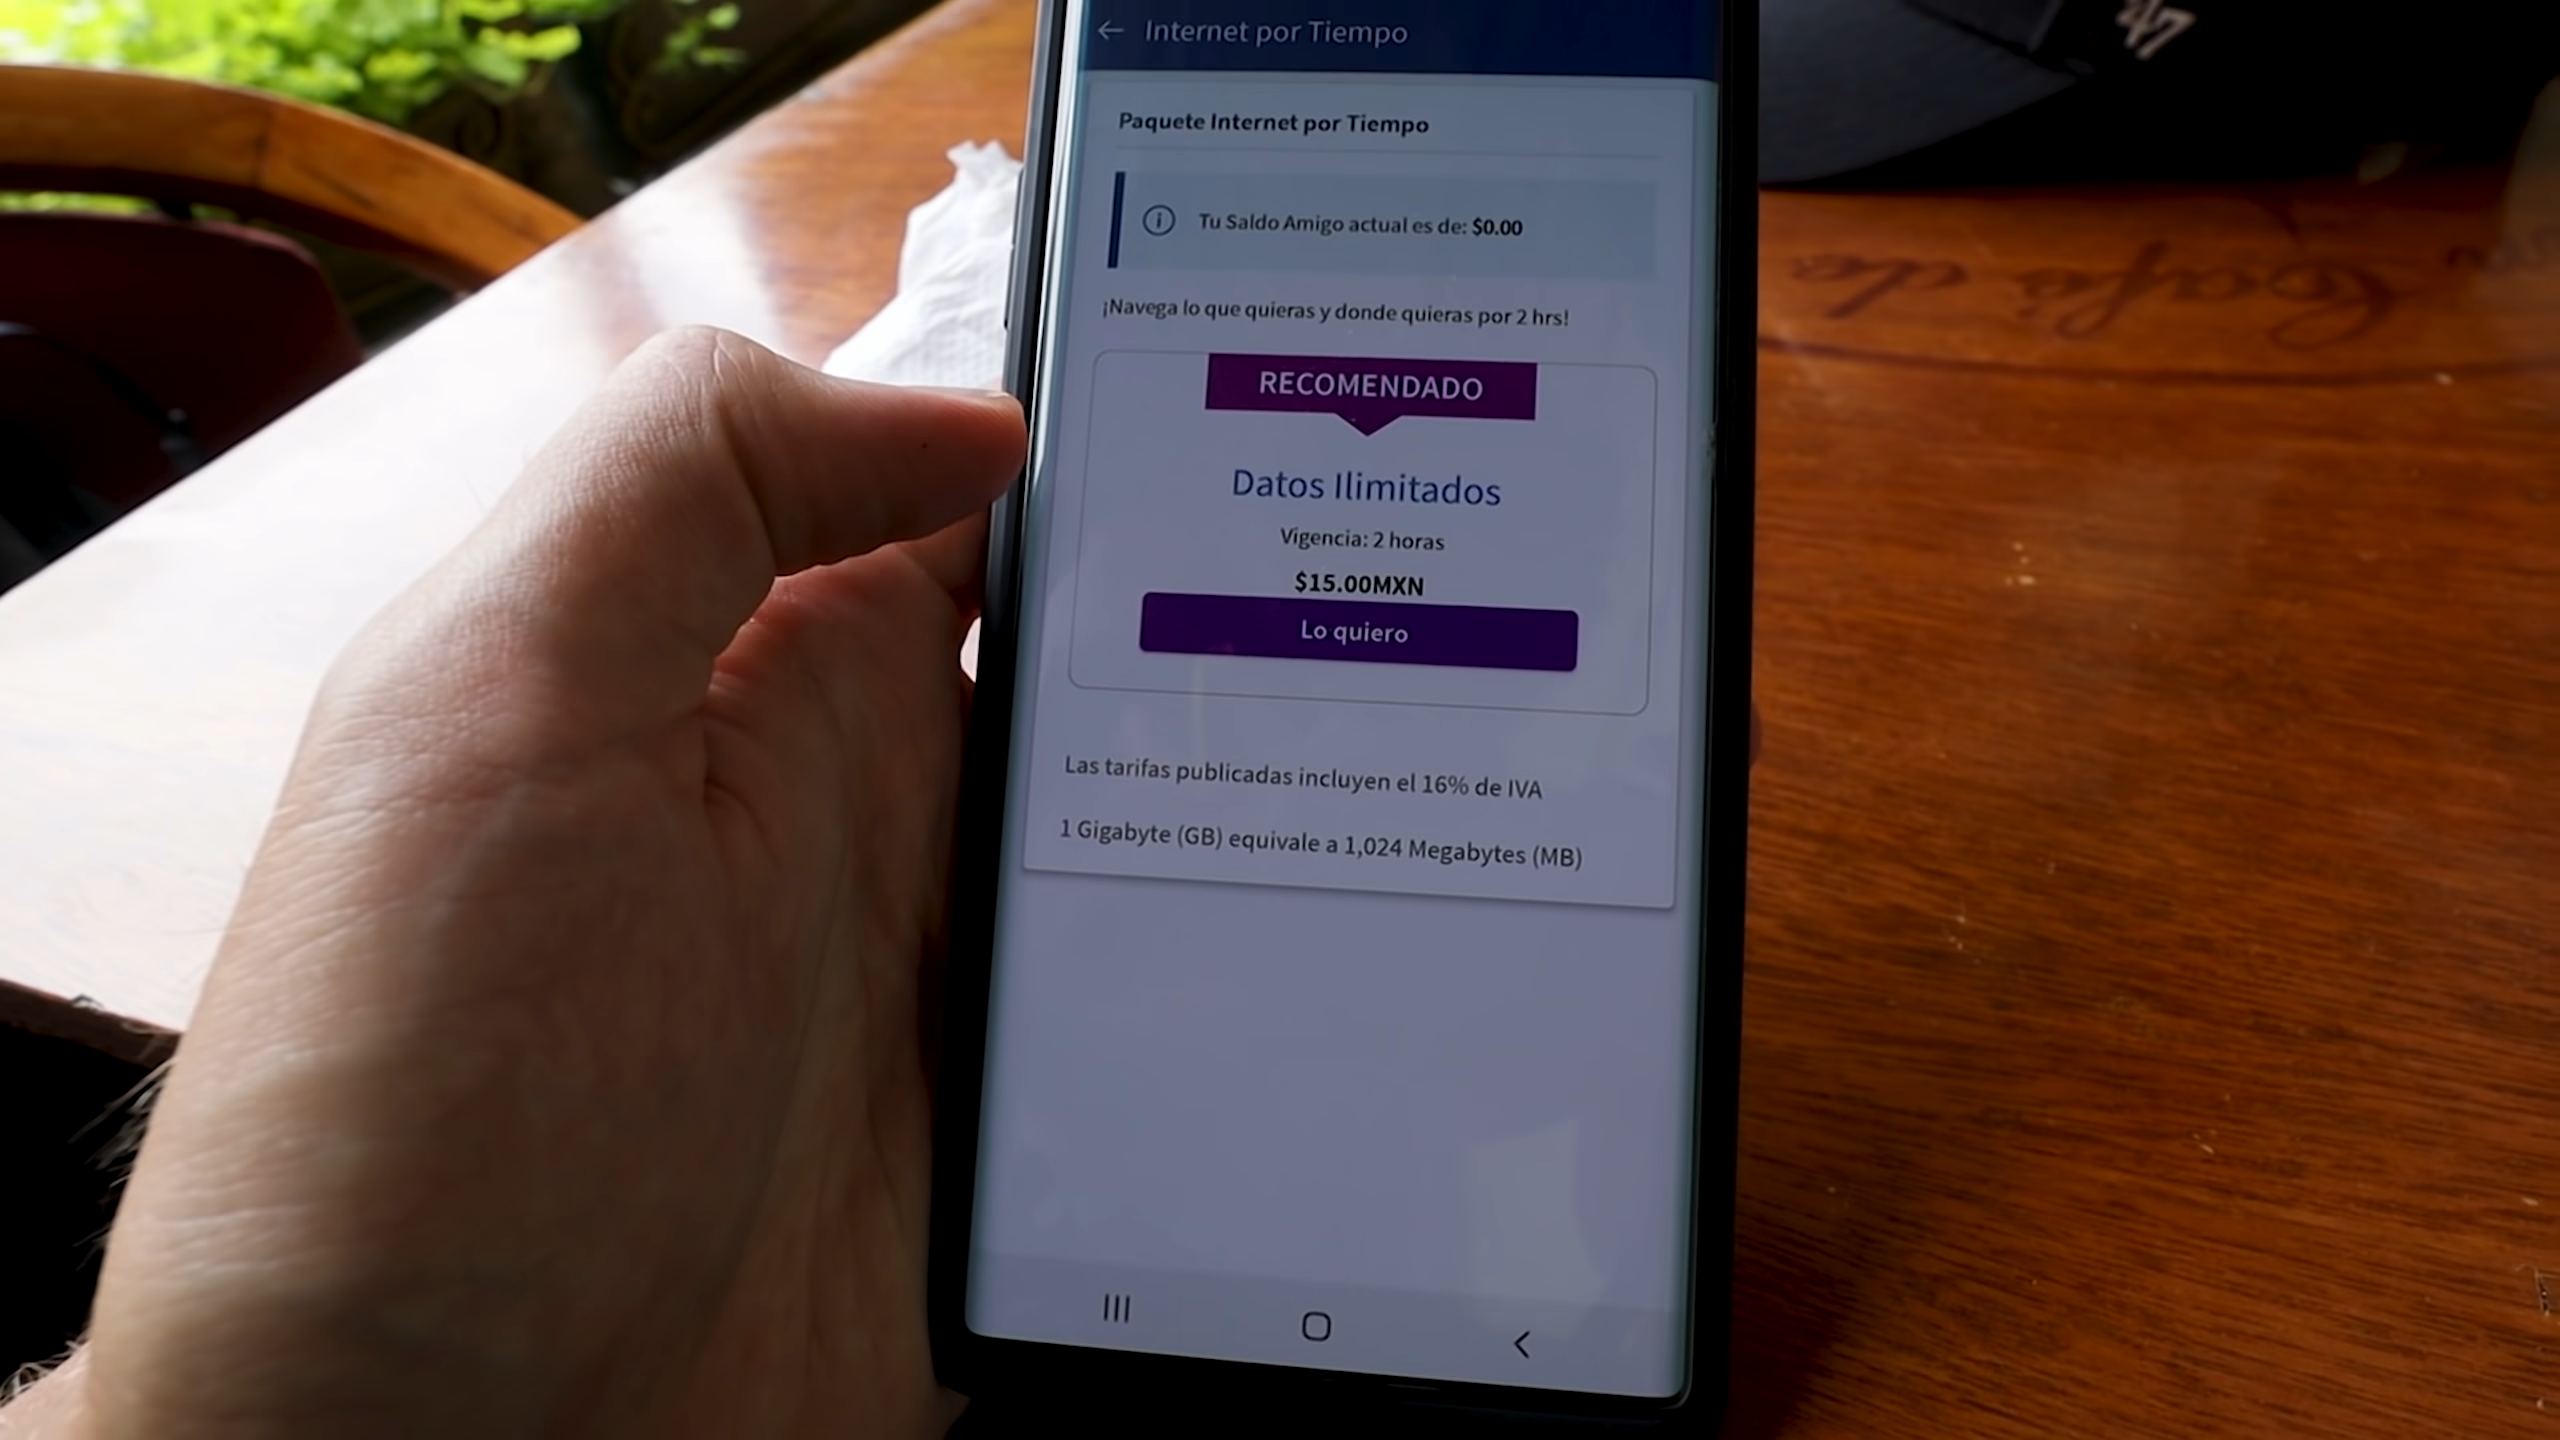 Internet por Tiempo
Paquete Internet por Tiempo
Tu Saldo Amigo actual es de: $0.00
¡Navega lo que quieras y donde quieras por 2 hrs!
RECOMENDADO
Datos Ilimitados
Vigencia: 2 horas
$15.00MXN
Lo quiero
Las tarifas publicadas incluyen el 16% de IVA
1 Gigabyte (GB) equivale a 1,024 Megabytes (MB)
Café de